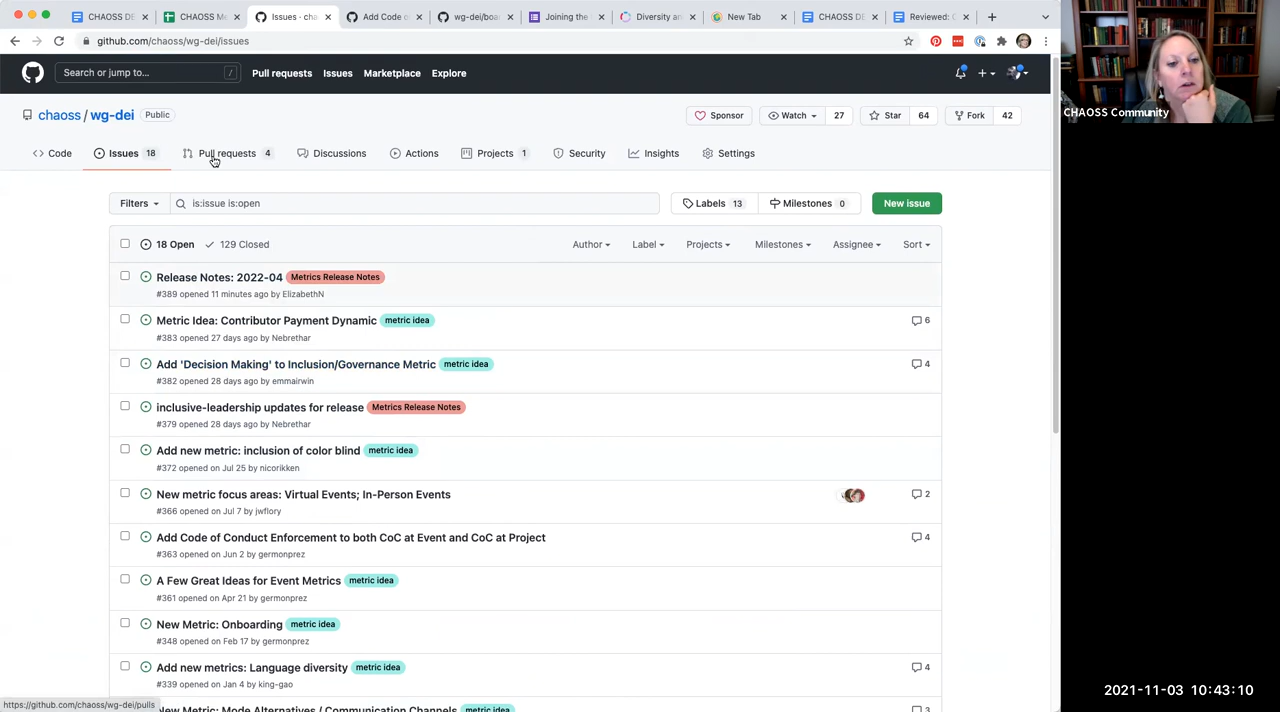 CHAOSS DE
CHAOSS Me
Issues - cha
Add Code o
wg-dei/boar
Joining the
Diversity an
New Tab
CHAOSS DE
Reviewed: C
github.com/chaoss/wg-dei/issues
Search or jump to...
/
Pull requests
Issues
Marketplace
Explore
chaoss / wg-dei
Public
Sponsor
Watch
27
Star
64
Fork
42
Code
Issues 18
Pull requests 4
Discussions
Actions
Projects 1
Security
Insights
Settings
Filters
is:issue is:open
Labels 13
Milestones 0
New issue
18 Open
129 Closed
Author
Label
Projects
Milestones
Assignee
Sort
Release Notes: 2022-04 Metrics Release Notes
#389 opened 11 minutes ago by ElizabethN
Metric Idea: Contributor Payment Dynamic metric idea
6
#383 opened 27 days ago by Nebrethar
Add 'Decision Making' to Inclusion/Governance Metric metric idea
4
#382 opened 28 days ago by emmairwin
inclusive-leadership updates for release Metrics Release Notes
#379 opened 28 days ago by Nebrethar
Add new metric: inclusion of color blind metric idea
#372 opened on Jul 25 by nicorikken
New metric focus areas: Virtual Events; In-Person Events
2
#366 opened on Jul 7 by jwflory
Add Code of Conduct Enforcement to both CoC at Event and CoC at Project
4
#363 opened on Jun 2 by germonprez
A Few Great Ideas for Event Metrics metric idea
#361 opened on Apr 21 by germonprez
New Metric: Onboarding metric idea
#348 opened on Feb 17 by germonprez
Add new metrics: Language diversity metric idea
4
#339 opened on Jan 4 by king-gao
New Metric: Mode Alternatives / Communication Channels metric idea
3
https://github.com/chaoss/wg-dei/pulls
CHAOSS Community
2021-11-03 10:43:10